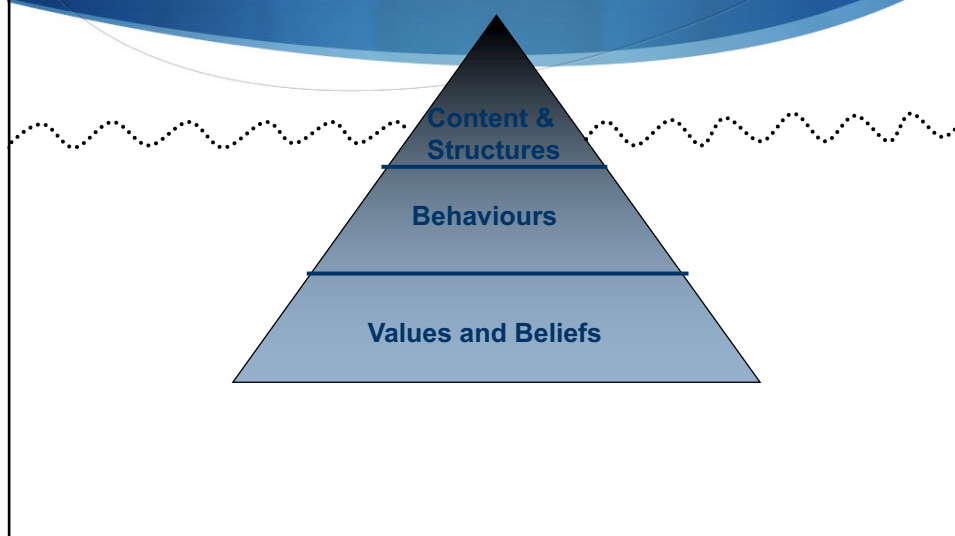 Content &
Structures
Behaviours
Values and Beliefs